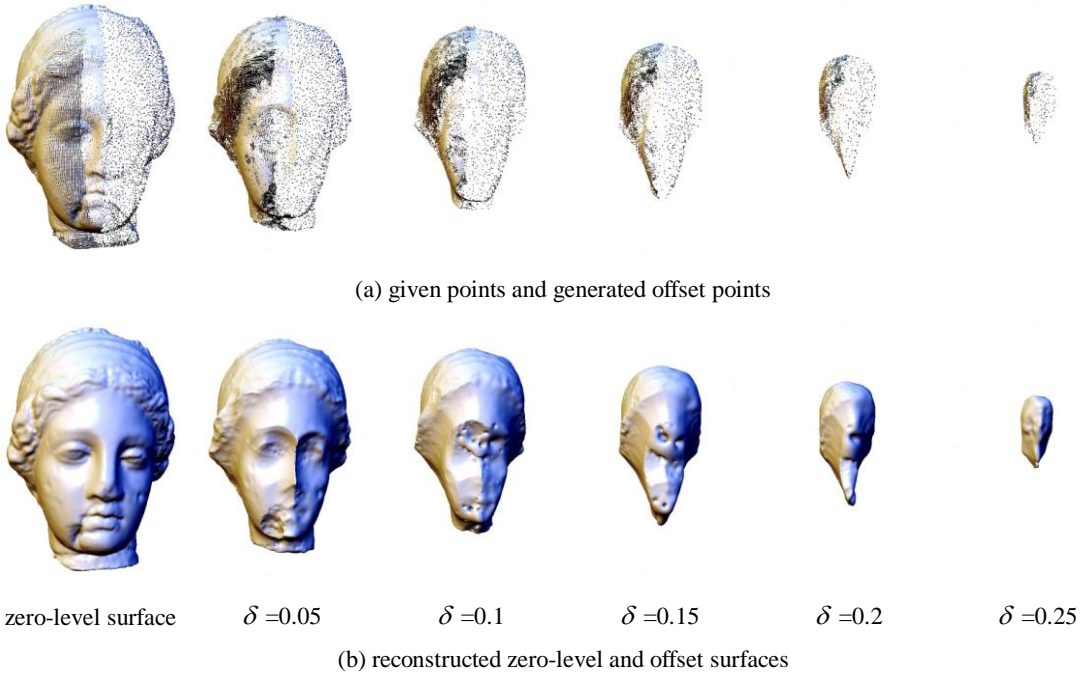 (a) given points and generated offset points
zero-level surface δ =0.05 δ =0.1 δ =0.15 δ =0.2 δ =0.25
(b) reconstructed zero-level and offset surfaces